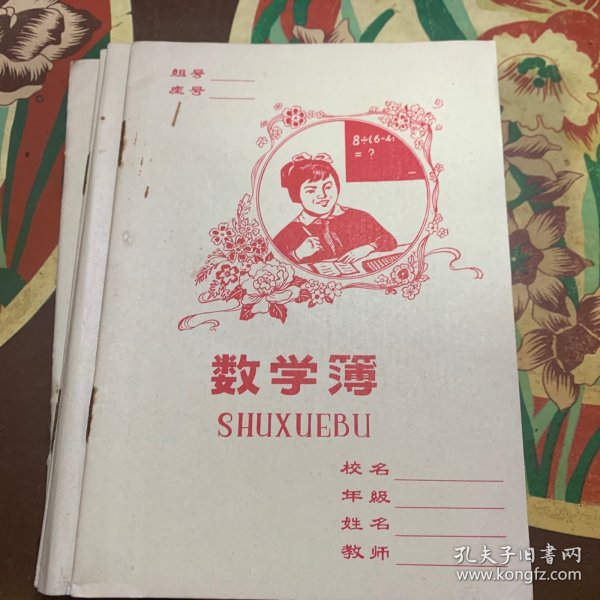 组号
座号
8÷(6-4)
= ?
数学簿
SHUXUEBU
校名
年级
姓名
教师
孔夫子旧书网
www.kongfz.com